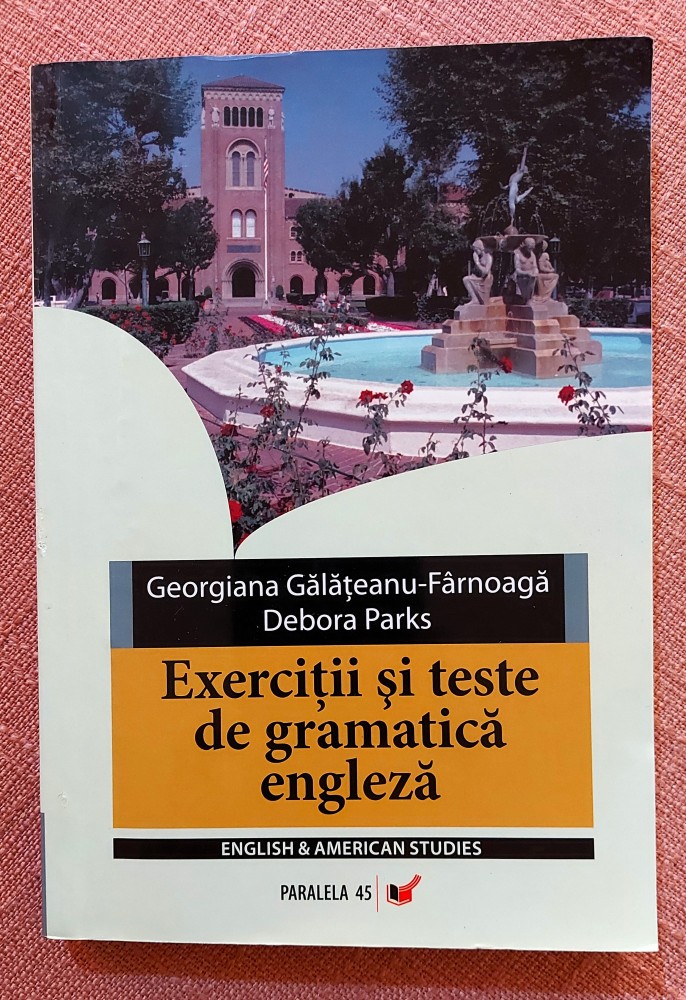 Georgiana Gălățeanu-Fârnoagă
Debora Parks
Exerciții și teste
de gramatică
engleză
ENGLISH & AMERICAN STUDIES
PARALELA 45